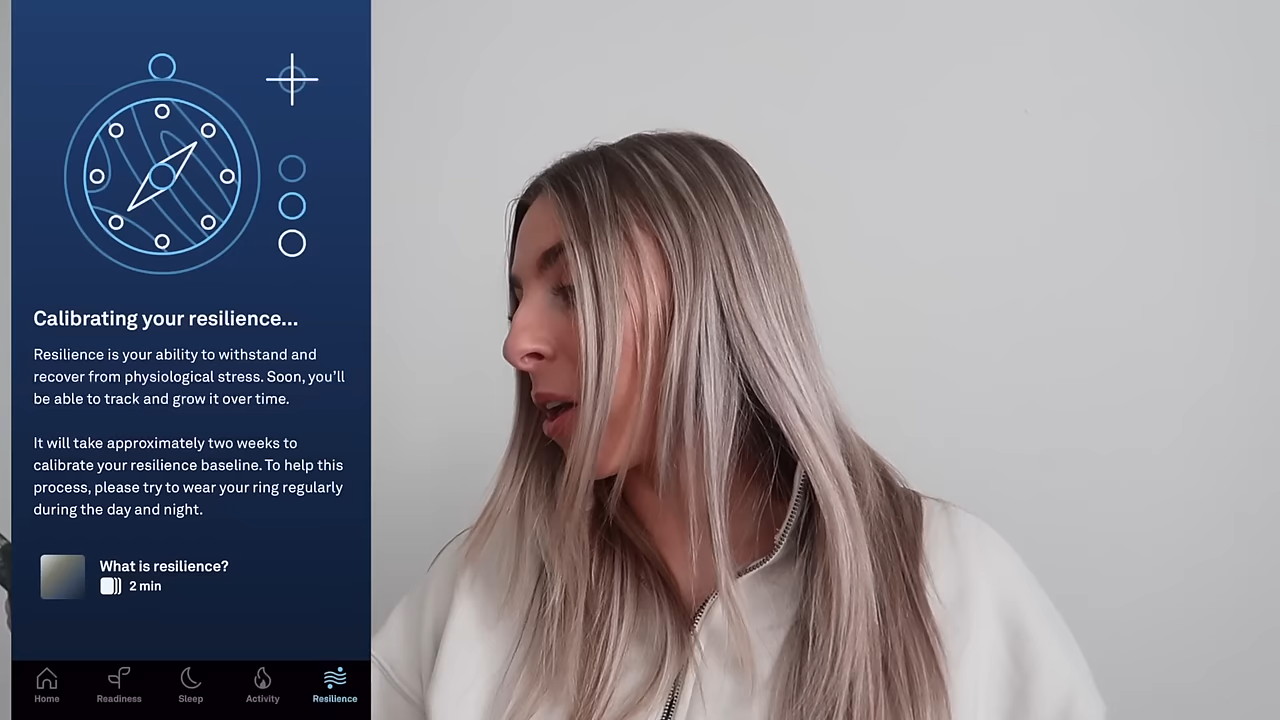 Calibrating your resilience...
Resilience is your ability to withstand and
recover from physiological stress. Soon, you'll
be able to track and grow it over time.
It will take approximately two weeks to
calibrate your resilience baseline. To help this
process, please try to wear your ring regularly
during the day and night.
What is resilience?
2 min
Home Readiness Sleep Activity Resilience